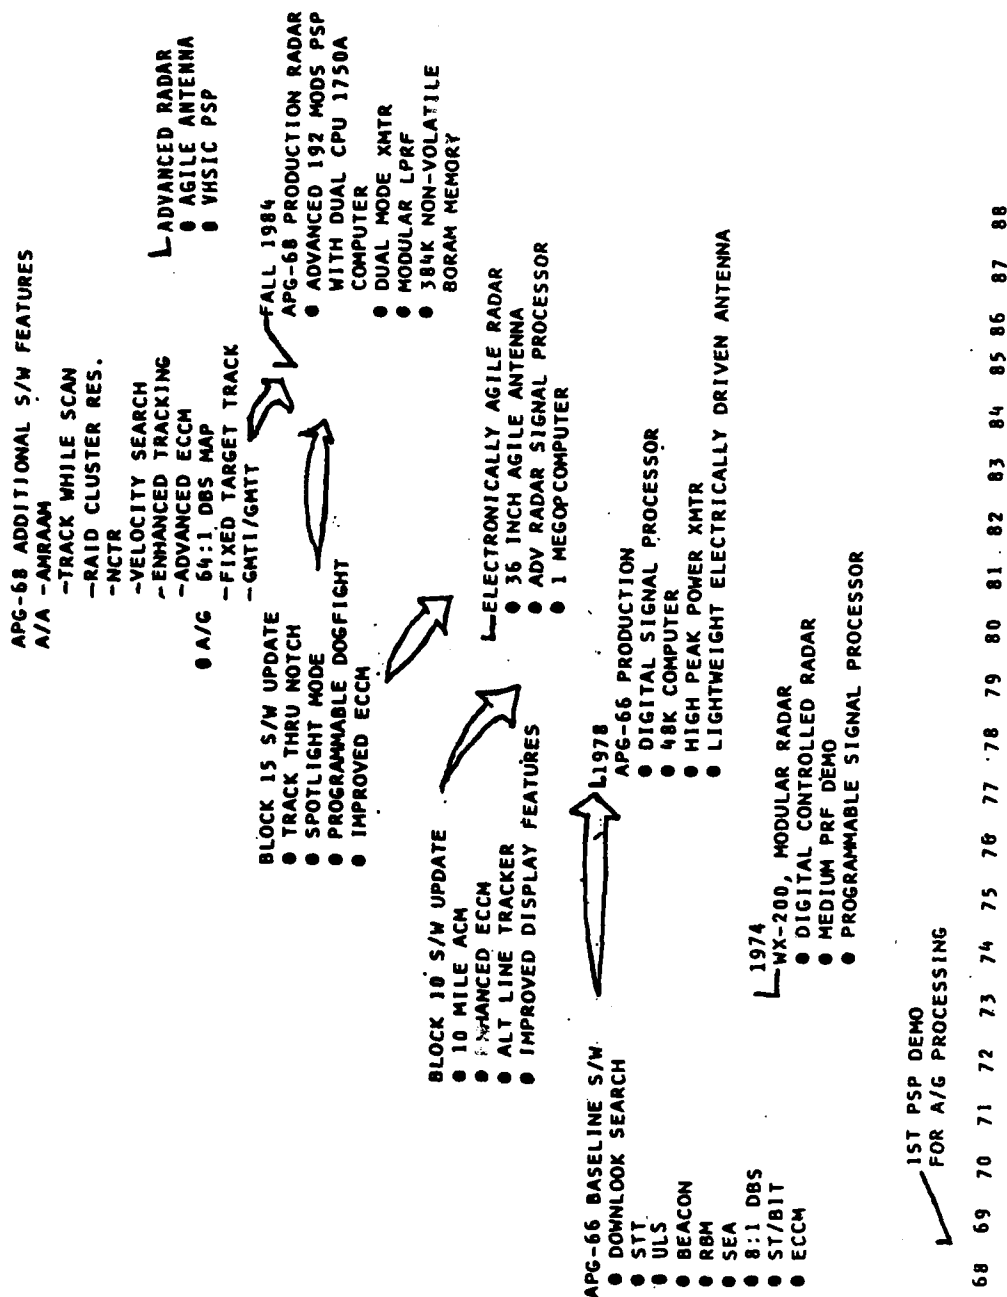 APG-68 ADDITIONAL S/W FEATURES
A/A -AMRAAM
-TRACK WHILE SCAN
-RAID CLUSTER RES.
-NCTR
-VELOCITY SEARCH
-ENHANCED TRACKING
-ADVANCED ECCM
● A/G 64:1 DBS MAP
-FIXED TARGET TRACK
-GMTI/GMTT
ADVANCED RADAR
● AGILE ANTENNA
● VHSIC PSP
FALL 1984
APG-68 PRODUCTION RADAR
● ADVANCED 192 MODS PSP
WITH DUAL CPU 1750A
COMPUTER
● DUAL MODE XMTR
● MODULAR LPRF
● 384K NON-VOLATILE
BORAM MEMORY
BLOCK 15 S/W UPDATE
● TRACK THRU NOTCH
● SPOTLIGHT MODE
● PROGRAMMABLE DOGFIGHT
● IMPROVED ECCM
ELECTRONICALLY AGILE RADAR
● 36 INCH AGILE ANTENNA
● ADV RADAR SIGNAL PROCESSOR
● 1 MEGOPCOMPUTER
BLOCK 10 S/W UPDATE
● 10 MILE ACM
● ENHANCED ECCM
● ALT LINE TRACKER
● IMPROVED DISPLAY FEATURES
1978
APG-66 PRODUCTION
● DIGITAL SIGNAL PROCESSOR
● 48K COMPUTER
● HIGH PEAK POWER XMTR
● LIGHTWEIGHT ELECTRICALLY DRIVEN ANTENNA
APG-66 BASELINE S/W
● DOWNLOOK SEARCH
● STT
● ULS
● BEACON
● RBM
● SEA
● 8:1 DBS
● ST/BIT
● ECCM
1974
WX-200, MODULAR RADAR
● DIGITAL CONTROLLED RADAR
● MEDIUM PRF DEMO
● PROGRAMMABLE SIGNAL PROCESSOR
1ST PSP DEMO
FOR A/G PROCESSING
68 69 70 71 72 73 74 75 76 77 78 79 80 81 82 83 84 85 86 87 88